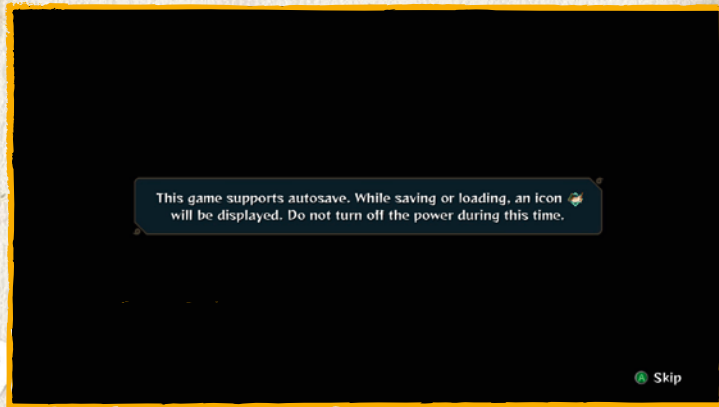 This game supports autosave. While saving or loading, an icon
will be displayed. Do not turn off the power during this time.
A Skip